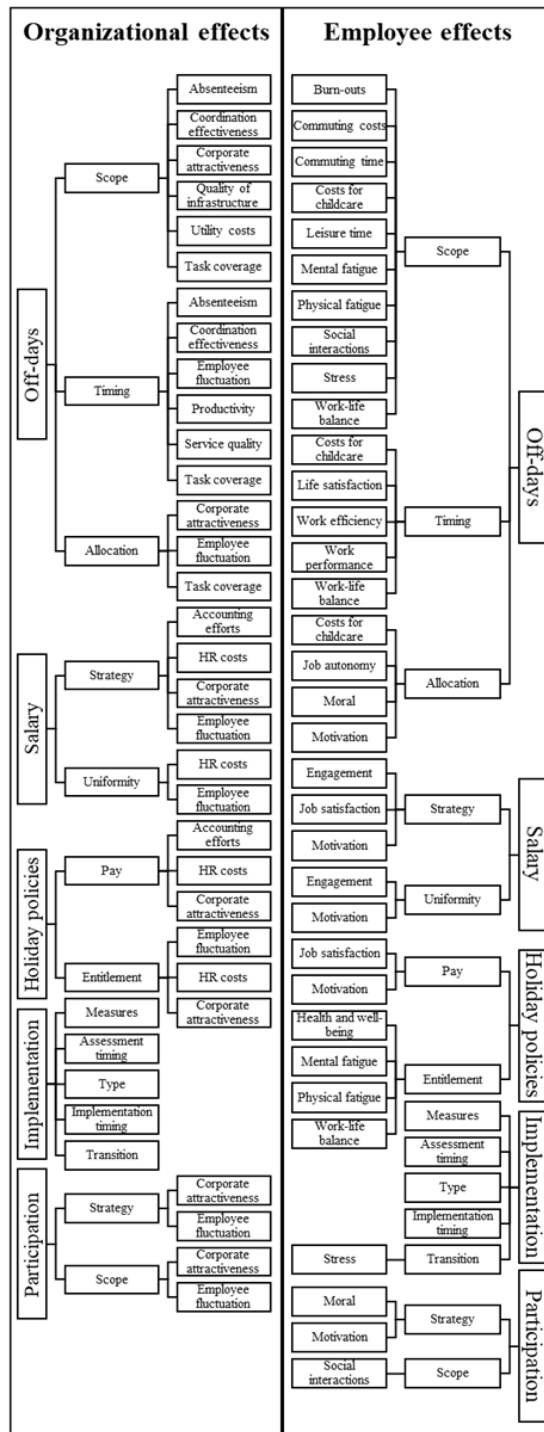 Organizational effects
Off-days
Scope
Absenteeism
Coordination
effectiveness
Corporate
attractiveness
Quality of
infrastructure
Utility costs
Task coverage
Timing
Absenteeism
Coordination
effectiveness
Employee
fluctuation
Productivity
Service quality
Task coverage
Allocation
Corporate
attractiveness
Employee
fluctuation
Task coverage
Salary
Strategy
Accounting
efforts
HR costs
Corporate
attractiveness
Employee
fluctuation
Uniformity
HR costs
Employee
fluctuation
Holiday policies
Pay
Accounting
efforts
HR costs
Corporate
attractiveness
Entitlement
Employee
fluctuation
HR costs
Corporate
attractiveness
Implementation
Measures
Assessment
timing
Type
Implementation
timing
Transition
Participation
Strategy
Corporate
attractiveness
Employee
fluctuation
Scope
Corporate
attractiveness
Employee
fluctuation
Employee effects
Burn-outs
Commuting costs
Commuting time
Costs for
childcare
Leisure time
Mental fatigue
Physical fatigue
Social
interactions
Stress
Work-life
balance
Scope
Off-days
Costs for
childcare
Life satisfaction
Work efficiency
Work
performance
Work-life
balance
Timing
Costs for
childcare
Job autonomy
Moral
Motivation
Allocation
Engagement
Job satisfaction
Motivation
Strategy
Salary
Engagement
Motivation
Uniformity
Job satisfaction
Motivation
Pay
Holiday policies
Health and well-
being
Mental fatigue
Physical fatigue
Work-life
balance
Entitlement
Measures
Assessment
timing
Type
Implementation
timing
Stress
Transition
Implementation
Moral
Motivation
Strategy
Participation
Social
interactions
Scope